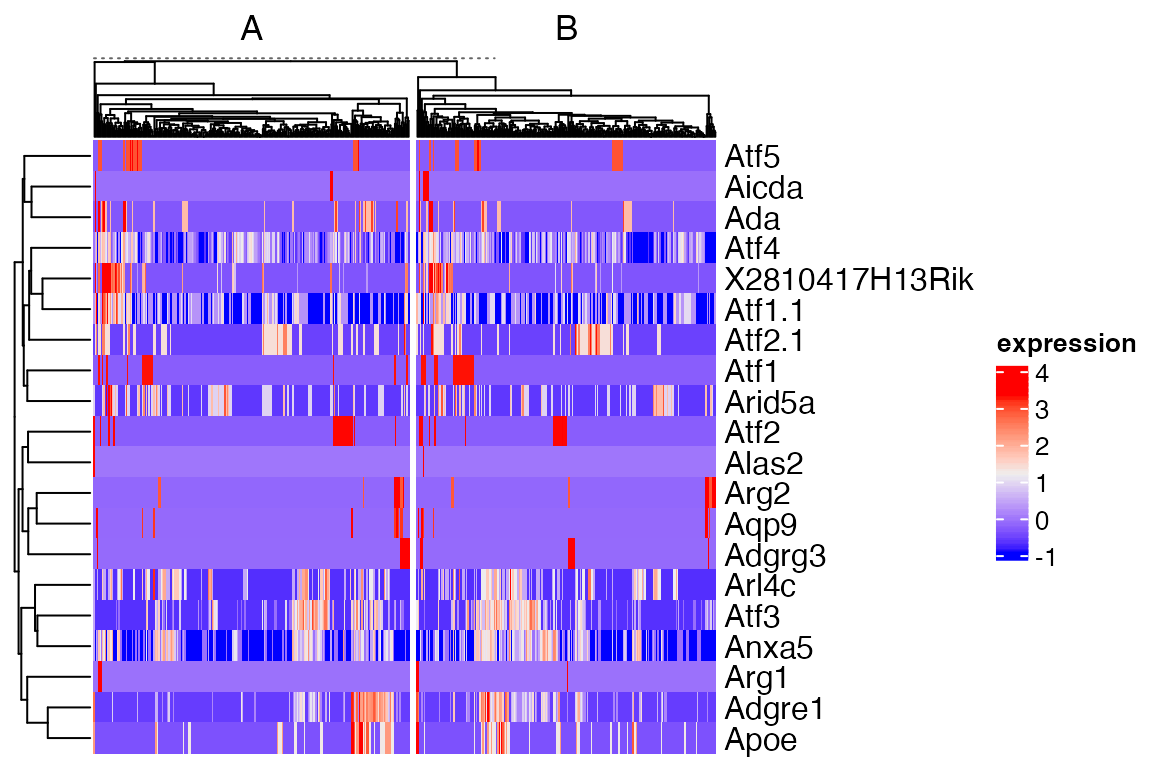 A
B
Atf5
Aicda
Ada
Atf4
X2810417H13Rik
Atf1.1
Atf2.1
Atf1
Arid5a
Atf2
Alas2
Arg2
Aqp9
Adgrg3
Arl4c
Atf3
Anxa5
Arg1
Adgre1
Apoe
expression
4
3
2
1
0
-1